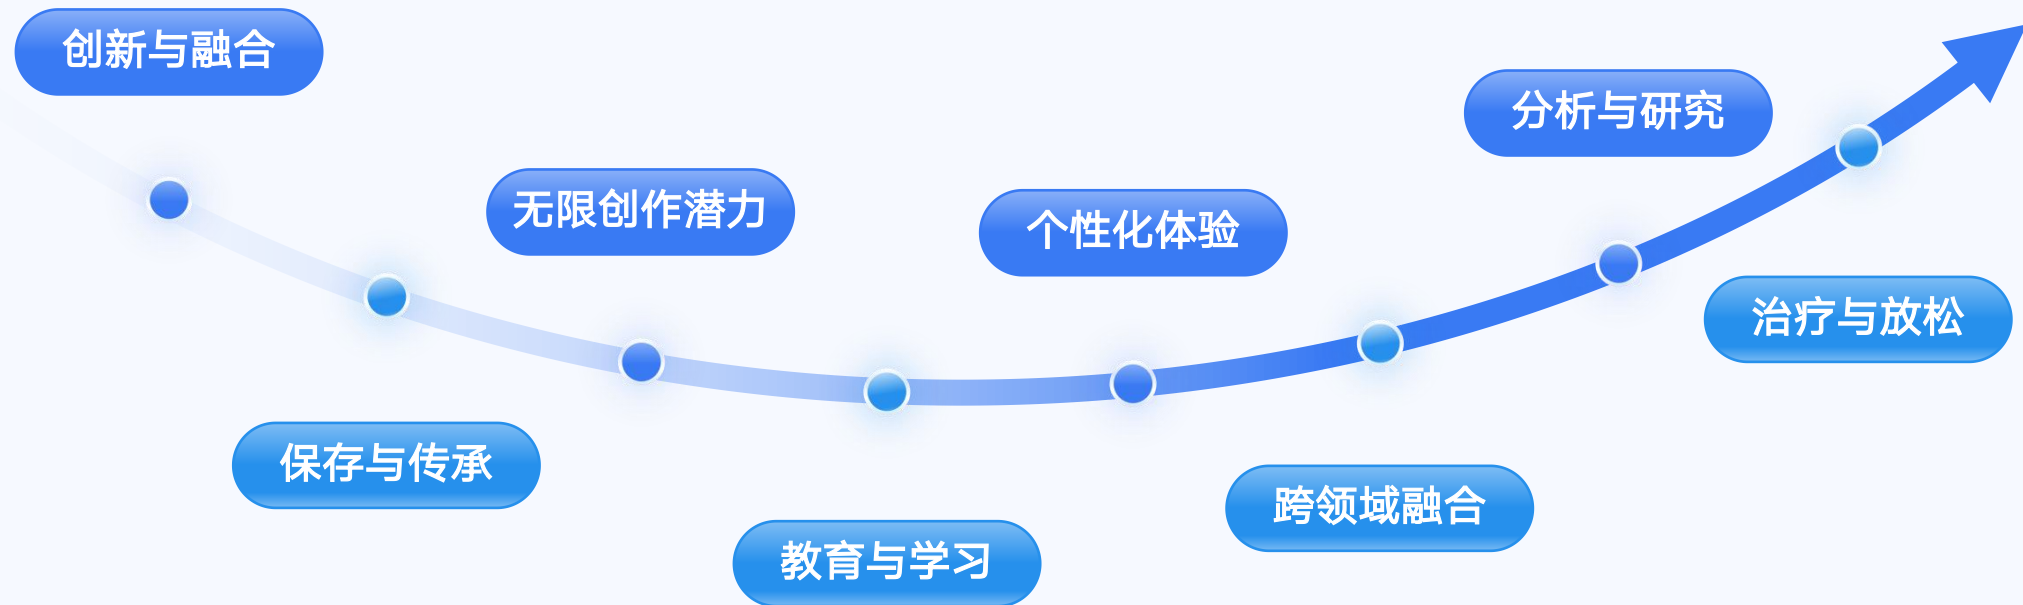 创新与融合
保存与传承
无限创作潜力
教育与学习
个性化体验
跨领域融合
分析与研究
治疗与放松